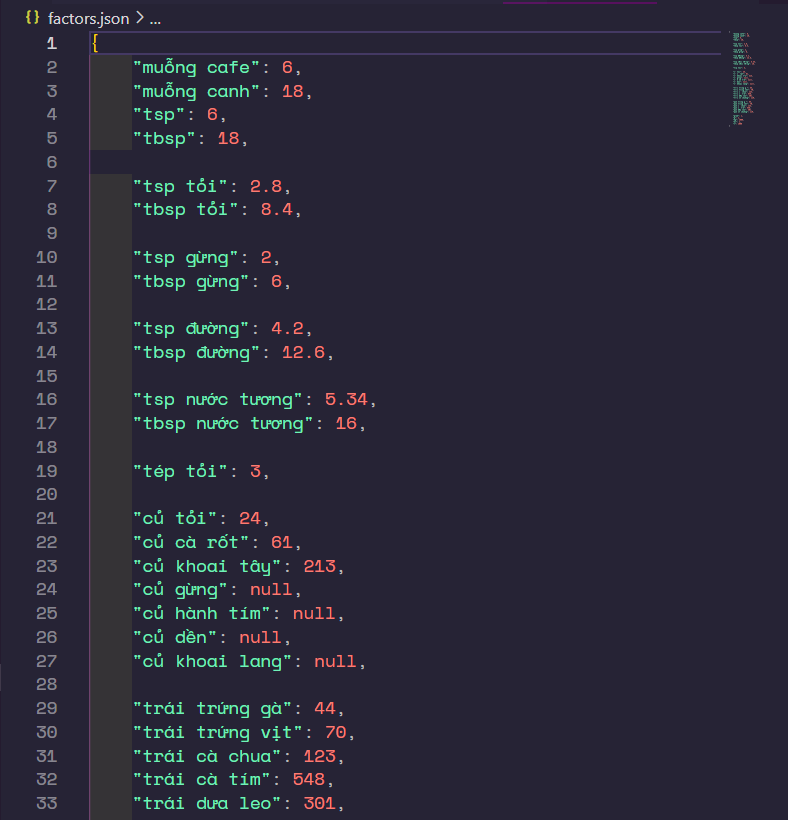 {} factors.json > ...
1 {
2 "muỗng cafe": 6,
3 "muỗng canh": 18,
4 "tsp": 6,
5 "tbsp": 18,
6
7 "tsp tỏi": 2.8,
8 "tbsp tỏi": 8.4,
9
10 "tsp gừng": 2,
11 "tbsp gừng": 6,
12
13 "tsp đường": 4.2,
14 "tbsp đường": 12.6,
15
16 "tsp nước tương": 5.34,
17 "tbsp nước tương": 16,
18
19 "tép tỏi": 3,
20
21 "củ tỏi": 24,
22 "củ cà rốt": 61,
23 "củ khoai tây": 213,
24 "củ gừng": null,
25 "củ hành tím": null,
26 "củ dền": null,
27 "củ khoai lang": null,
28
29 "trái trứng gà": 44,
30 "trái trứng vịt": 70,
31 "trái cà chua": 123,
32 "trái cà tím": 548,
33 "trái dưa leo": 301,